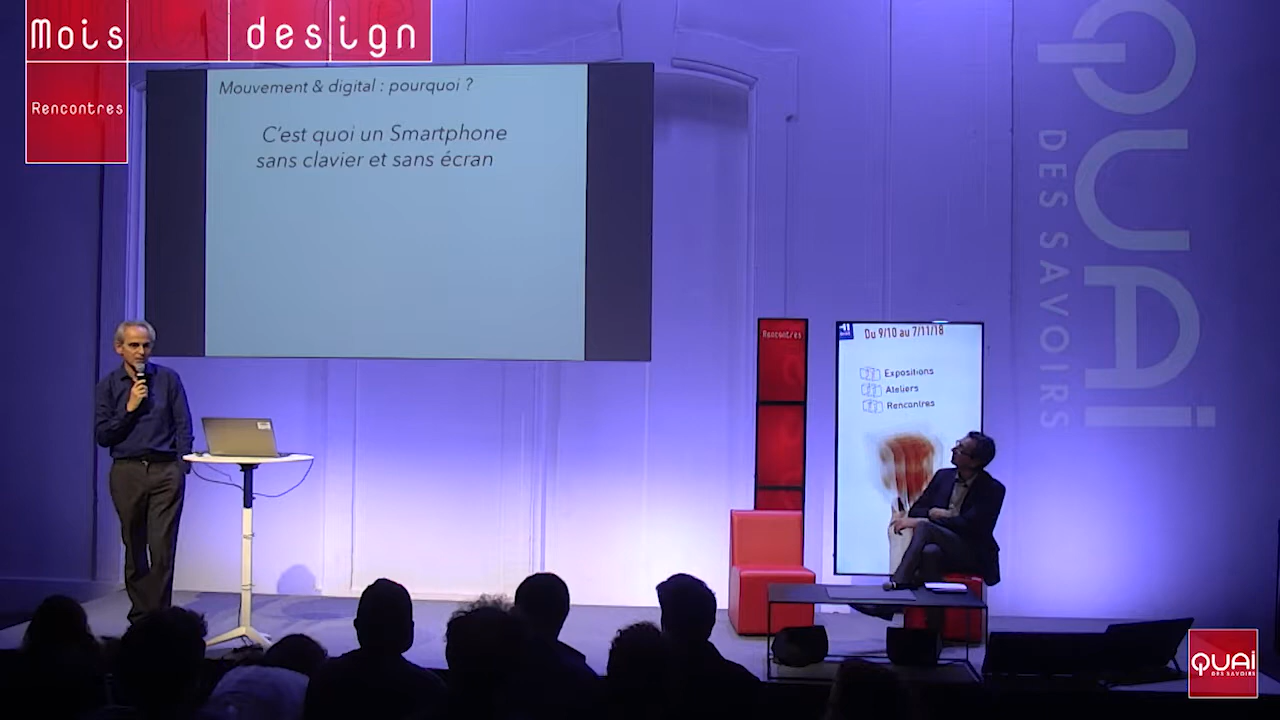 Mois design
Rencontres
Mouvement & digital : pourquoi ?
C'est quoi un Smartphone
sans clavier et sans écran
QUAI
DES SAVOIRS
Rencontres
Du 9/10 au 7/11/18
Expositions
Ateliers
Rencontres
QUAI
DES SAVOIRS